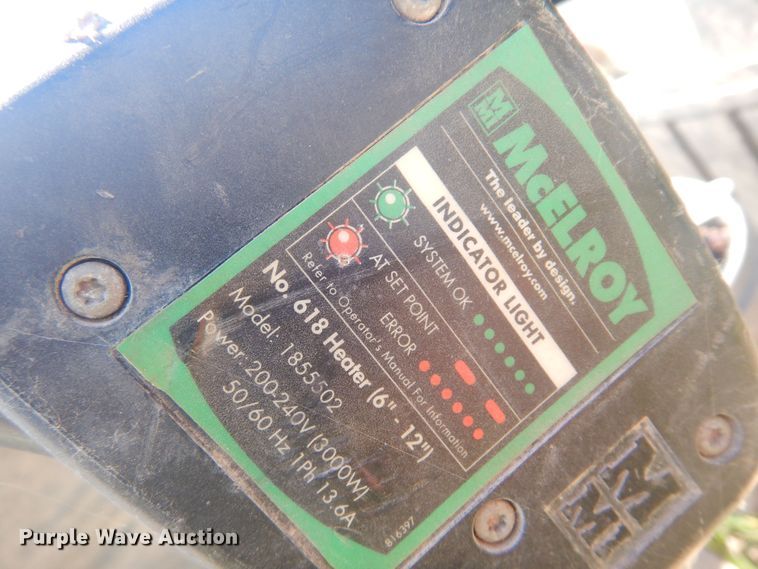 MM
McELROY
The leader by design.
www.mcelroy.com
INDICATOR LIGHT
SYSTEM OK
AT SET POINT
ERROR
Refer to Operator's Manual For Information
No. 618 Heater (6" - 12")
Model: 1855502
Power: 200-240V (3000W)
50/60 Hz 1Ph 13.6A
816397
MM
Purple Wave Auction